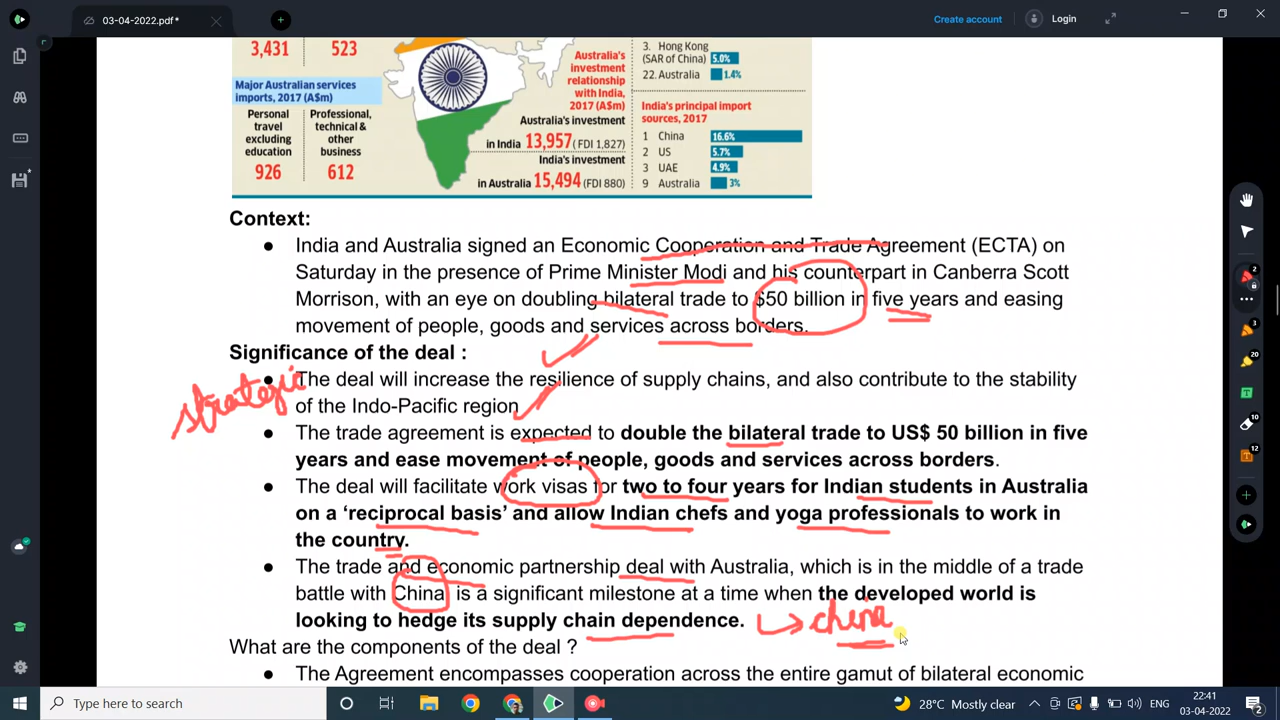 03-04-2022.pdf*
Create account
Login
3,431
523
Major Australian services
imports, 2017 (A$m)
Personal
travel
excluding
education
926
Professional,
technical &
other
business
612
Australia's
investment
relationship
with India,
2017 (A$m)
Australia's investment
in India 13,957 (FDI 1,827)
India's investment
in Australia 15,494 (FDI 880)
3. Hong Kong
(SAR of China) 5.0%
22. Australia 1.4%
India's principal import
sources, 2017
1 China 16.6%
2 US 5.7%
3 UAE 4.9%
9 Australia 3%
Context:
● India and Australia signed an Economic Cooperation and Trade Agreement (ECTA) on
Saturday in the presence of Prime Minister Modi and his counterpart in Canberra Scott
Morrison, with an eye on doubling bilateral trade to $50 billion in five years and easing
movement of people, goods and services across borders.
Significance of the deal :
strategic
● The deal will increase the resilience of supply chains, and also contribute to the stability
of the Indo-Pacific region
● The trade agreement is expected to double the bilateral trade to US$ 50 billion in five
years and ease movement of people, goods and services across borders.
● The deal will facilitate work visas for two to four years for Indian students in Australia
on a ‘reciprocal basis’ and allow Indian chefs and yoga professionals to work in
the country.
● The trade and economic partnership deal with Australia, which is in the middle of a trade
battle with China, is a significant milestone at a time when the developed world is
looking to hedge its supply chain dependence. → china
What are the components of the deal ?
● The Agreement encompasses cooperation across the entire gamut of bilateral economic
2
3
20
10
12
Type here to search
28°C Mostly clear
ENG
22:41
03-04-2022
2